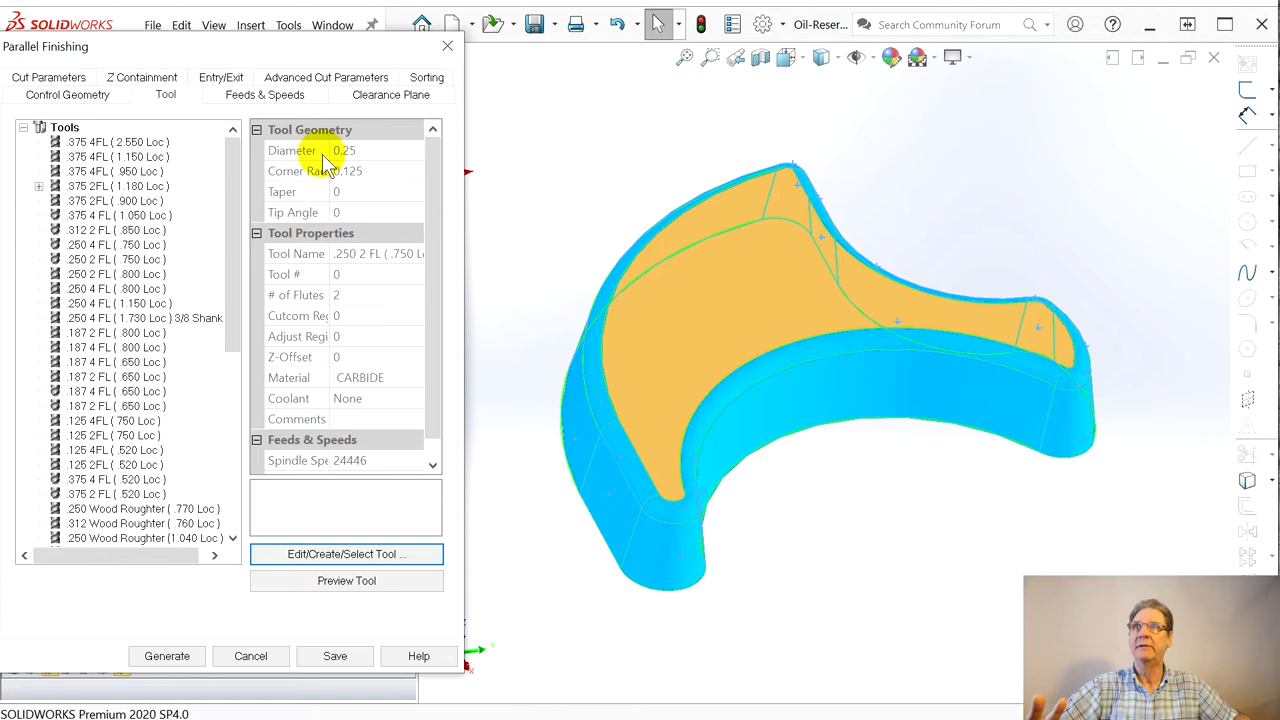 SOLIDWORKS
File
Edit
View
Insert
Tools
Window
Oil-Reser...
Search Community Forum
Parallel Finishing
Cut Parameters
Z Containment
Entry/Exit
Advanced Cut Parameters
Sorting
Control Geometry
Tool
Feeds & Speeds
Clearance Plane
Tools
.375 4FL ( 2.550 Loc )
.375 4FL ( 1.150 Loc )
.375 4FL ( .950 Loc )
.375 2FL ( 1.180 Loc )
.375 2FL ( .900 Loc )
.375 4 FL ( 1.050 Loc )
.312 2 FL ( .850 Loc )
.250 4 FL ( .750 Loc )
.250 2 FL ( .750 Loc )
.250 2 FL ( .800 Loc )
.250 4 FL ( .800 Loc )
.250 4 FL ( 1.150 Loc )
.250 4 FL ( 1.730 Loc ) 3/8 Shank
.187 2 FL ( .800 Loc )
.187 4 FL ( .800 Loc )
.187 4 FL ( .650 Loc )
.187 2 FL ( .650 Loc )
.187 4 FL ( .650 Loc )
.187 2 FL ( .650 Loc )
.125 4FL ( 750 Loc )
.125 2FL ( 750 Loc )
.125 4 FL ( .520 Loc )
.125 2FL ( .520 Loc )
.375 4 FL ( .520 Loc )
.375 2 FL ( .520 Loc )
.250 Wood Roughter ( .770 Loc )
.312 Wood Roughter ( .760 Loc )
.250 Wood Roughter (1.040 Loc )
Tool Geometry
Diameter 0.25
Corner Ra 0.125
Taper 0
Tip Angle 0
Tool Properties
Tool Name .250 2 FL ( .750 L
Tool # 0
# of Flutes 2
Cutcom Reg 0
Adjust Regi 0
Z-Offset 0
Material CARBIDE
Coolant None
Comments
Feeds & Speeds
Spindle Spe 24446
Edit/Create/Select Tool ...
Preview Tool
Generate
Cancel
Save
Help
SOLIDWORKS Premium 2020 SP4.0